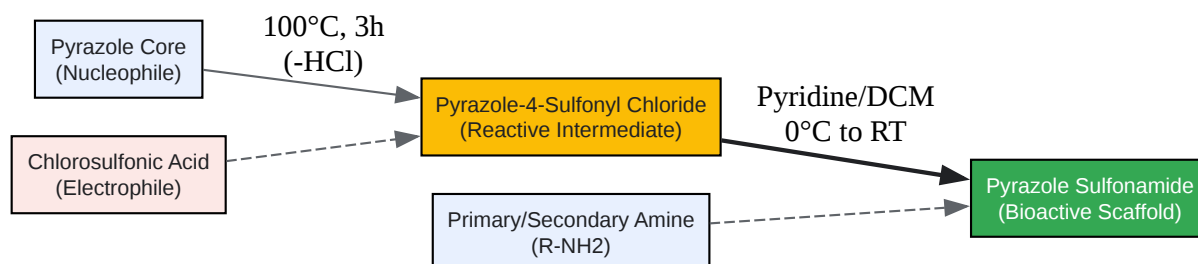 Pyrazole Core
(Nucleophile)
100°C, 3h
(-HCl)
Chlorosulfonic Acid
(Electrophile)
Pyrazole-4-Sulfonyl Chloride
(Reactive Intermediate)
Pyridine/DCM
0°C to RT
Primary/Secondary Amine
(R-NH2)
Pyrazole Sulfonamide
(Bioactive Scaffold)